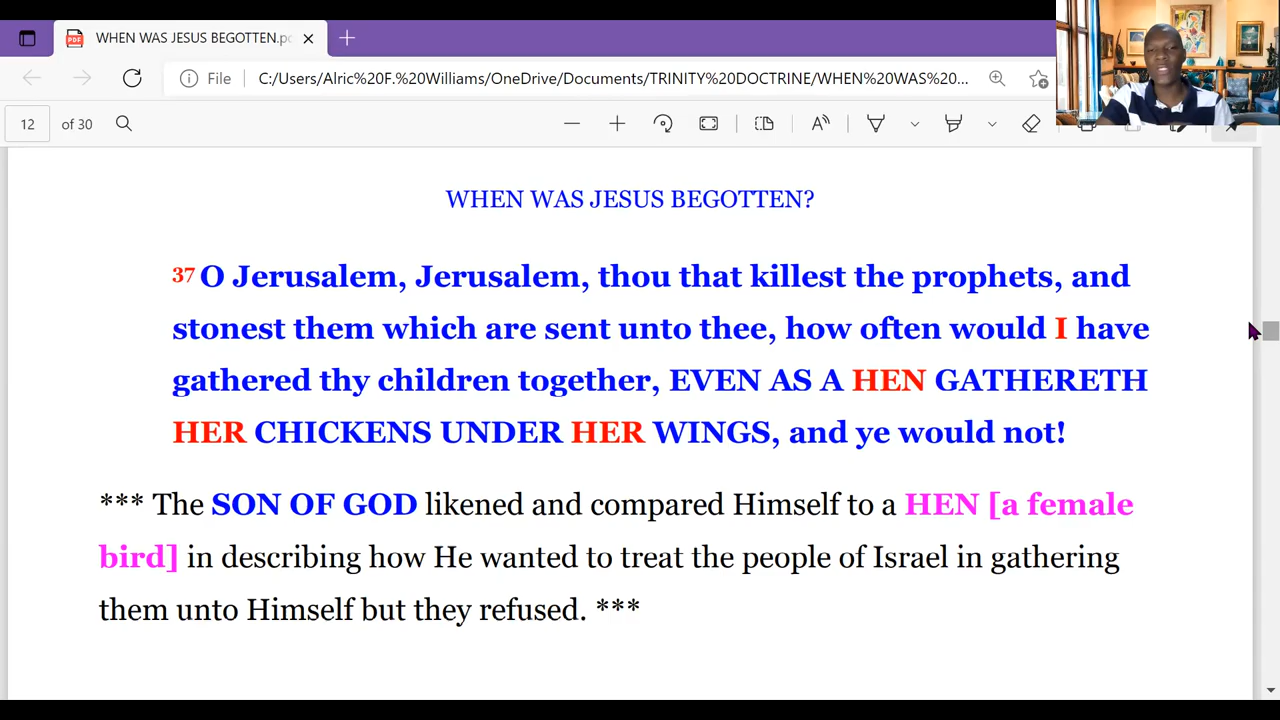 WHEN WAS JESUS BEGOTTEN.pc
File C:/Users/Alric%20F.%20Williams/OneDrive/Documents/TRINITY%20DOCTRINE/WHEN%20WAS%20...
12 of 30
WHEN WAS JESUS BEGOTTEN?
37 O Jerusalem, Jerusalem, thou that killest the prophets, and
stonest them which are sent unto thee, how often would I have
gathered thy children together, EVEN AS A HEN GATHERETH
HER CHICKENS UNDER HER WINGS, and ye would not!
*** The SON OF GOD likened and compared Himself to a HEN [a female
bird] in describing how He wanted to treat the people of Israel in gathering
them unto Himself but they refused. ***